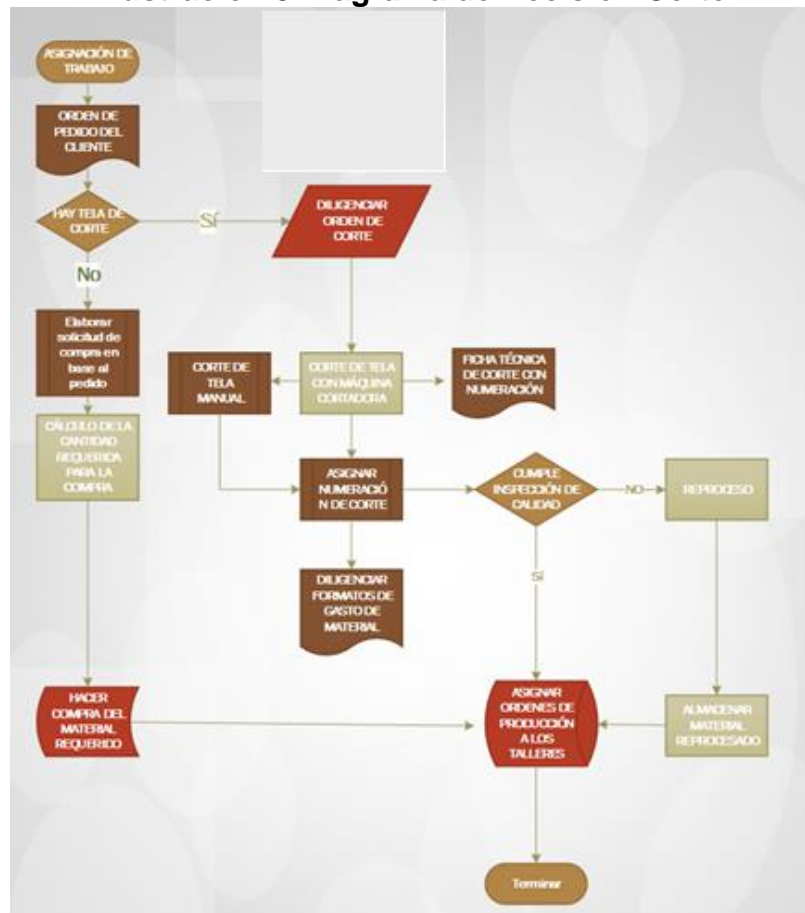 ASIGNACIÓN DE
TRABAJO
ORDEN DE
PEDIDO DEL
CLIENTE
HAY TELA DE
CORTE
Sí
DILIGENCIAR
ORDEN DE
CORTE
No
Elaborar
solicitud de
compra en
base al
pedido
CORTE DE
TELA
MANUAL
CORTE DE TELA
CON MÁQUINA
CORTADORA
FICHA TÉCNICA
DE CORTE CON
NUMERACIÓN
CÁLCULO DE LA
CANTIDAD
REQUERIDA
PARA LA
COMPRA
ASIGNAR
NUMERACIÓ
N DE CORTE
CUMPLE
INSPECCIÓN DE
CALIDAD
NO
REPROCESO
SÍ
DILIGENCIAR
FORMATOS DE
GASTO DE
MATERIAL
HACER
COMPRA DEL
MATERIAL
REQUERIDO
ASIGNAR
ORDENES DE
PRODUCCIÓN
A LOS
TALLERES
ALMACENAR
MATERIAL
REPROCESADO
Terminar